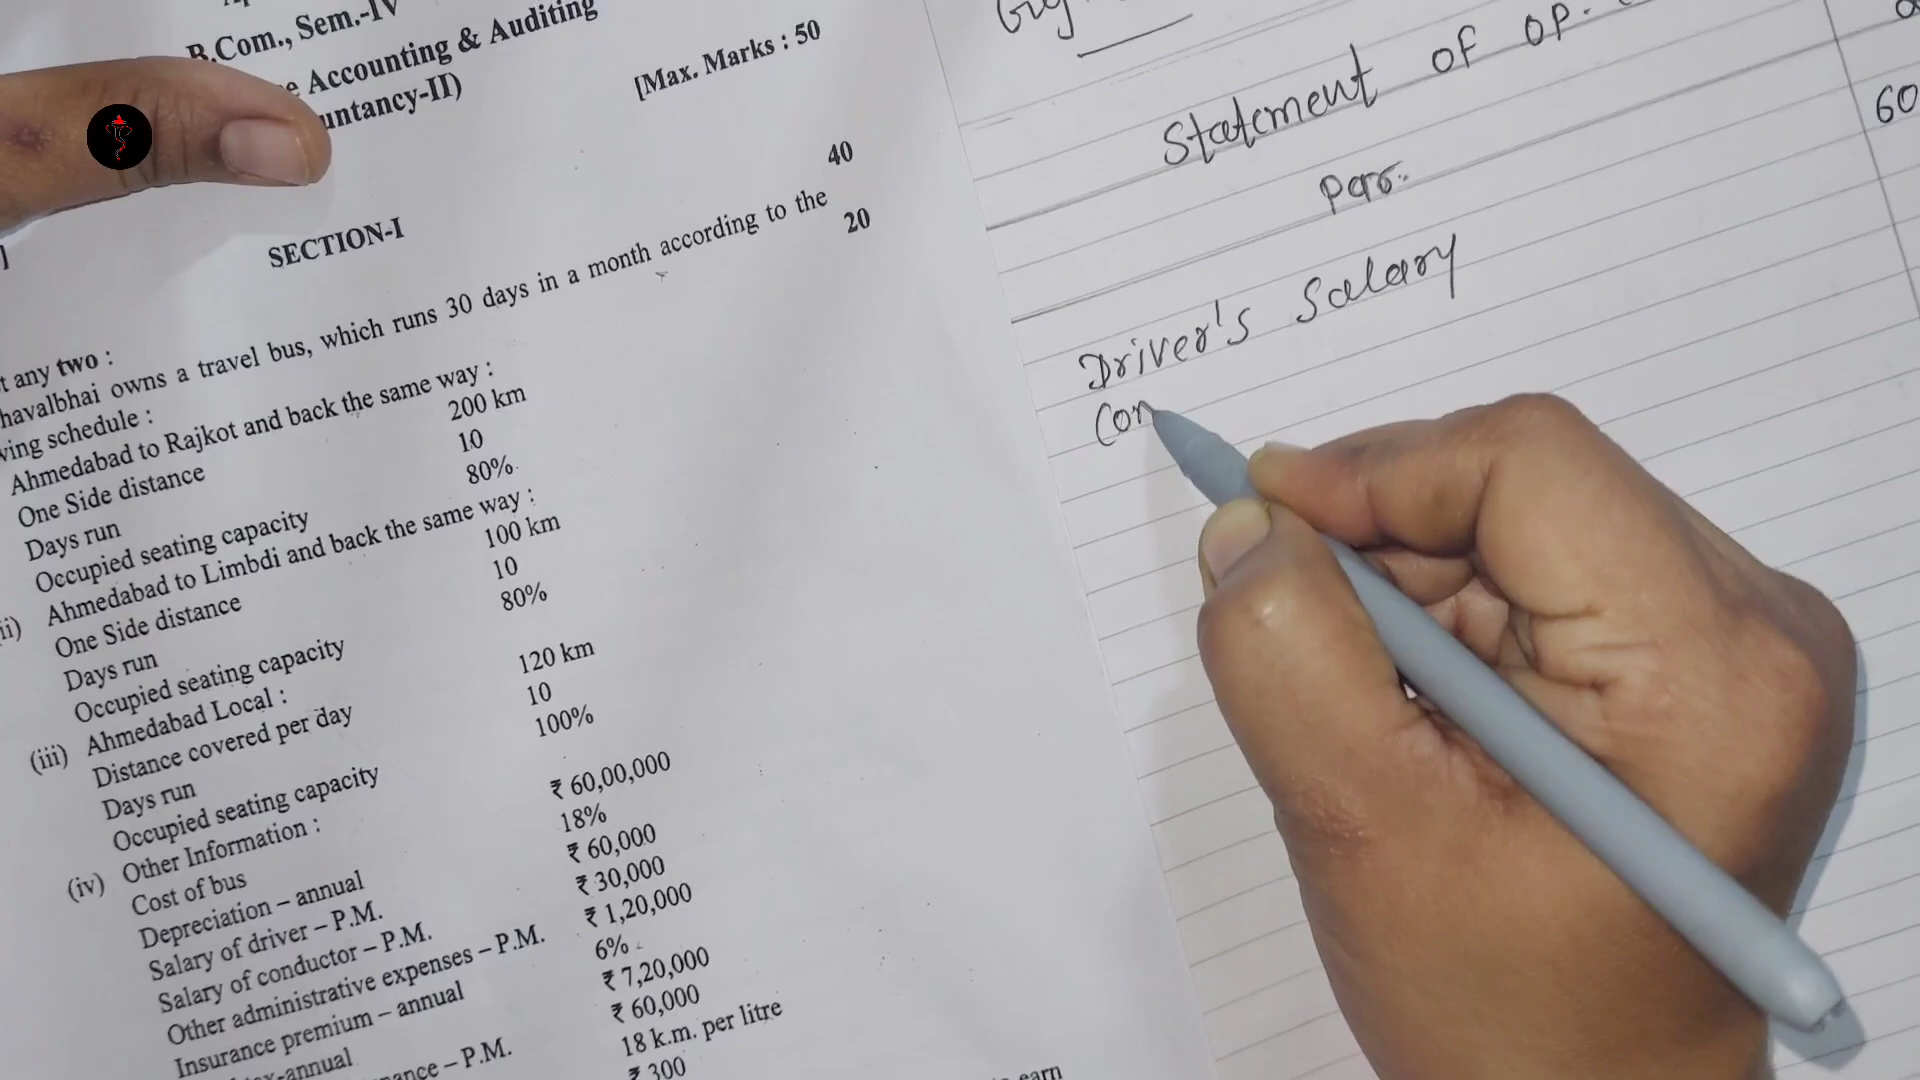 B.Com., Sem.-IV
Accounting & Auditing
[Max. Marks : 50
40
SECTION-I
20
any two :
owns a travel bus, which runs 30 days in a month according to the
schedule :
Ahmedabad to Rajkot and back the same way :
One Side distance 200 km
Days run 10
Occupied seating capacity 80%
Ahmedabad to Limbdi and back the same way :
One Side distance 100 km
Days run 10
Occupied seating capacity 80%
(iii) Ahmedabad Local :
Distance covered per day 120 km
Days run 10
Occupied seating capacity 100%
(iv) Other Information :
Cost of bus ₹ 60,00,000
Depreciation – annual 18%
Salary of driver – P.M. ₹ 60,000
Salary of conductor – P.M. ₹ 30,000
Other administrative expenses – P.M. ₹ 1,20,000
Insurance premium – annual 6%
-annual ₹ 7,20,000
– P.M. ₹ 60,000
18 k.m. per litre
₹ 300
earn
Statement of op.
60
Par.
Driver's Salary
Con